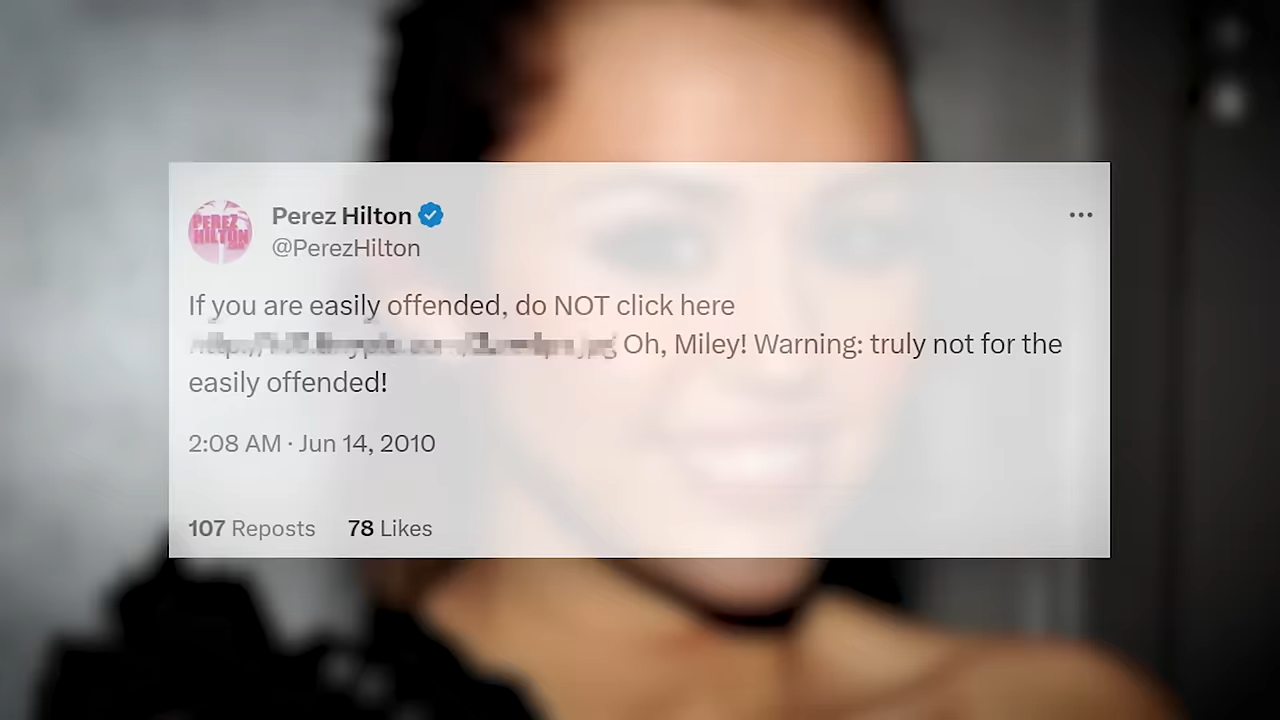 PEREZ
HILTON
Perez Hilton
@PerezHilton
If you are easily offended, do NOT click here
Oh, Miley! Warning: truly not for the
easily offended!
2:08 AM · Jun 14, 2010
107 Reposts 78 Likes